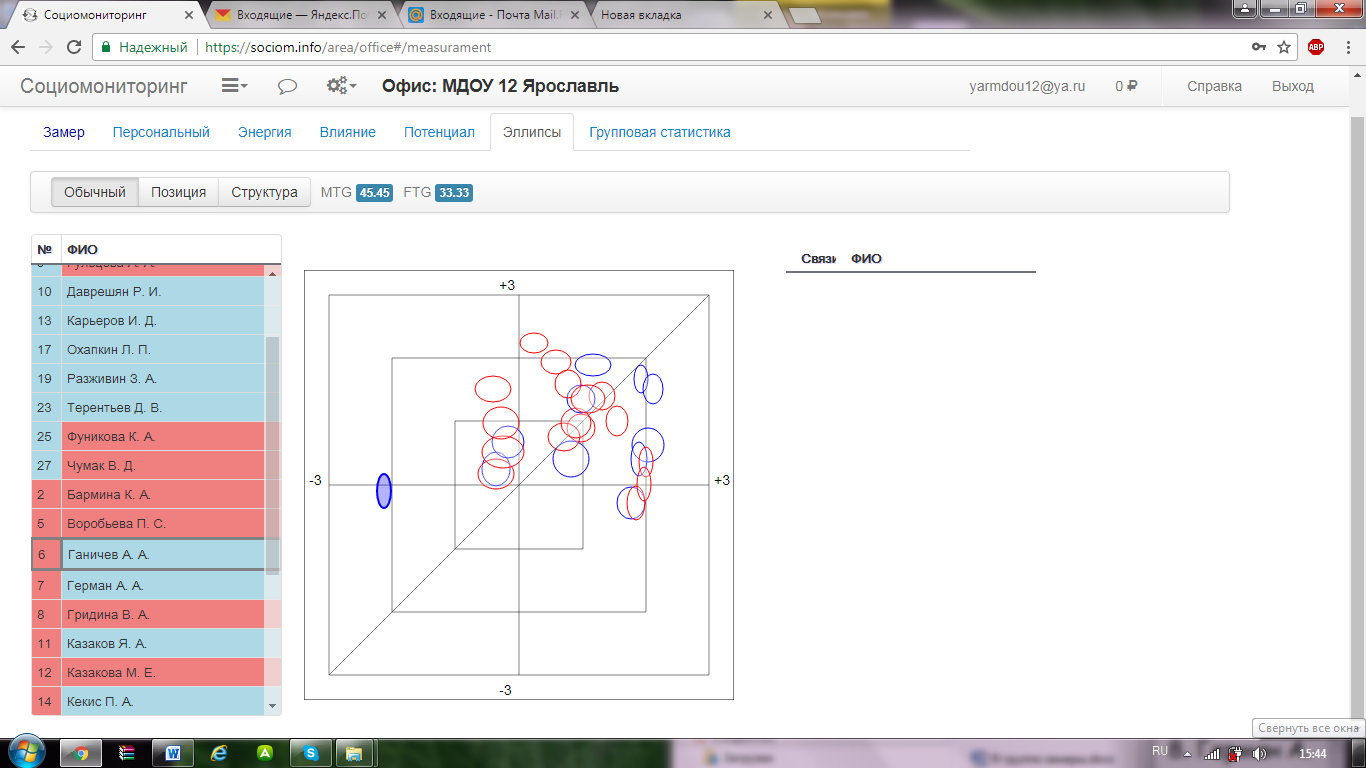 Социомониторинг
Входящие — Яндекс.По
Входящие - Почта Mail.R
Новая вкладка
Надежный
https://sociom.info/area/office#/measurament
ABP
Социомониторинг
Офис: МДОУ 12 Ярославль
yarmdou12@ya.ru
0 ₽
Справка
Выход
Замер
Персональный
Энергия
Влияние
Потенциал
Эллипсы
Групповая статистика
Обычный
Позиция
Структура
MTG 45.45
FTG 33.33
№ ФИО
10 Даврешян Р. И.
13 Карьеров И. Д.
17 Охапкин Л. П.
19 Разживин З. А.
23 Терентьев Д. В.
25 Фуникова К. А.
27 Чумак В. Д.
2 Бармина К. А.
5 Воробьева П. С.
6 Ганичев А. А.
7 Герман А. А.
8 Гридина В. А.
11 Казаков Я. А.
12 Казакова М. Е.
14 Кекис П. А.
+3
-3
+3
-3
Связи ФИО
Свернуть все окна
RU
15:44